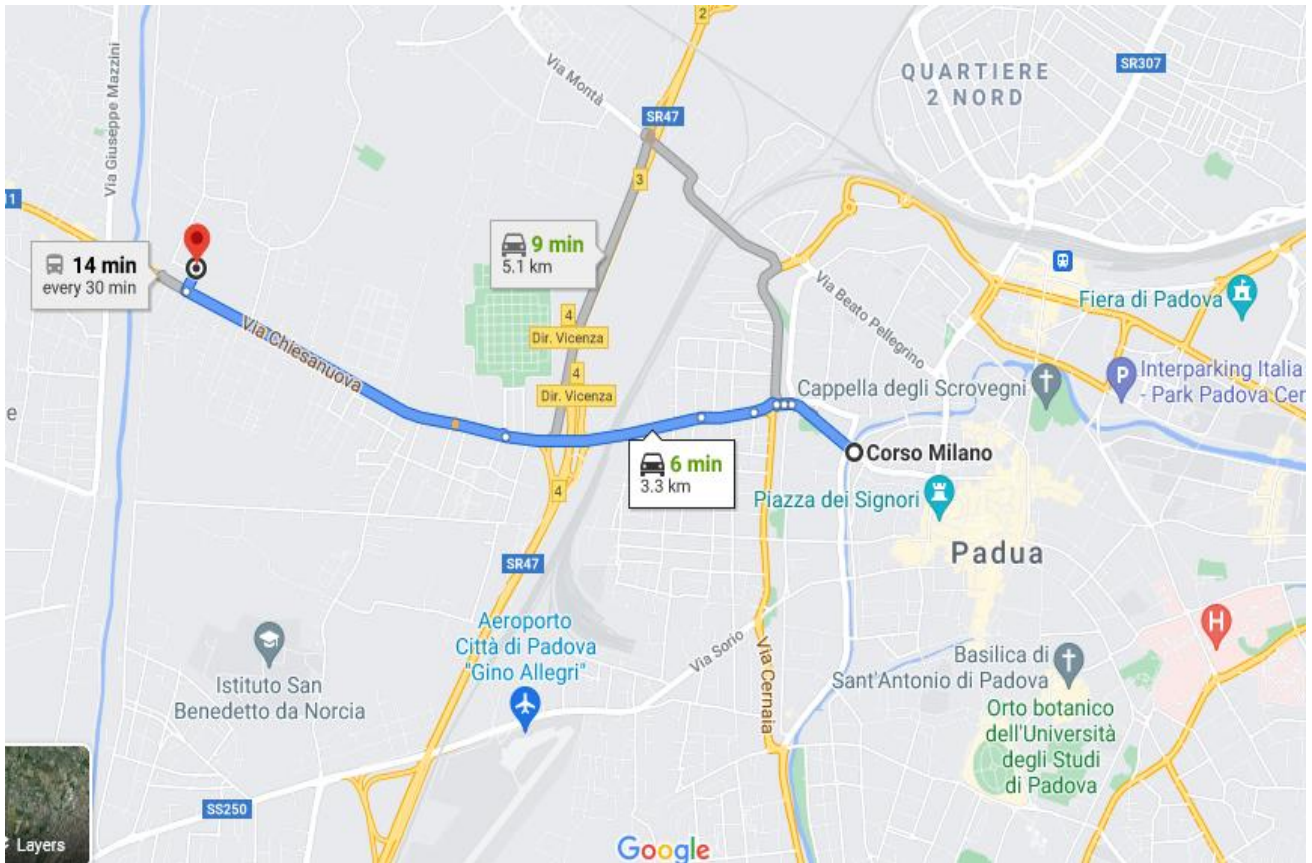 2
SR307
QUARTIERE
2 NORD
Via Montà
SR47
Via Giuseppe Mazzini
3
11
9 min
5.1 km
14 min
every 30 min
Via Beato Pellegrino
Fiera di Padova
4
Dir. Vicenza
Via Chiesanuova
4
Dir. Vicenza
Cappella degli Scrovegni
P
Interparking Italia
- Park Padova Cer
e
Corso Milano
6 min
3.3 km
4
Piazza dei Signori
Padua
SR47
Aeroporto
Città di Padova
"Gino Allegri"
Via Sorio
Via Cernaia
H
Istituto San
Benedetto da Norcia
Basilica di
Sant'Antonio di Padova
Orto botanico
dell'Università
degli Studi
di Padova
SS250
Layers
Google